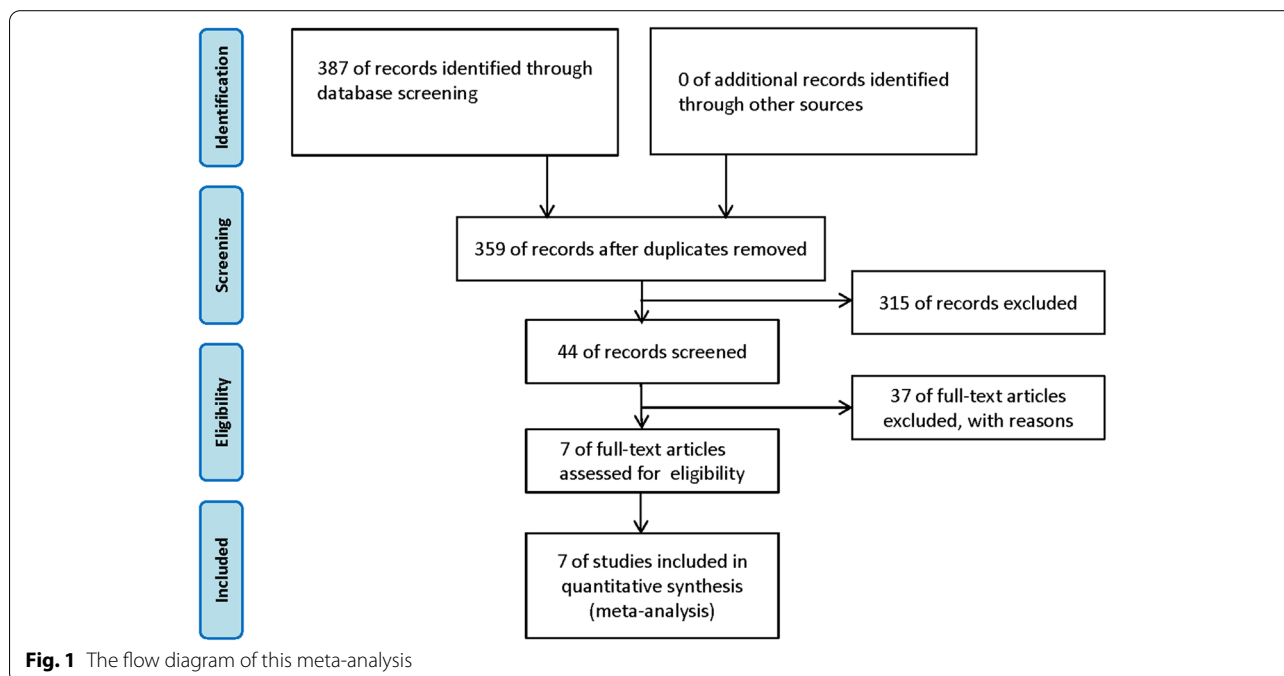 Identification
387 of records identified through
database screening
0 of additional records identified
through other sources
Screening
359 of records after duplicates removed
315 of records excluded
44 of records screened
Eligibility
37 of full-text articles
excluded, with reasons
7 of full-text articles
assessed for eligibility
Included
7 of studies included in
quantitative synthesis
(meta-analysis)
Fig. 1 The flow diagram of this meta-analysis